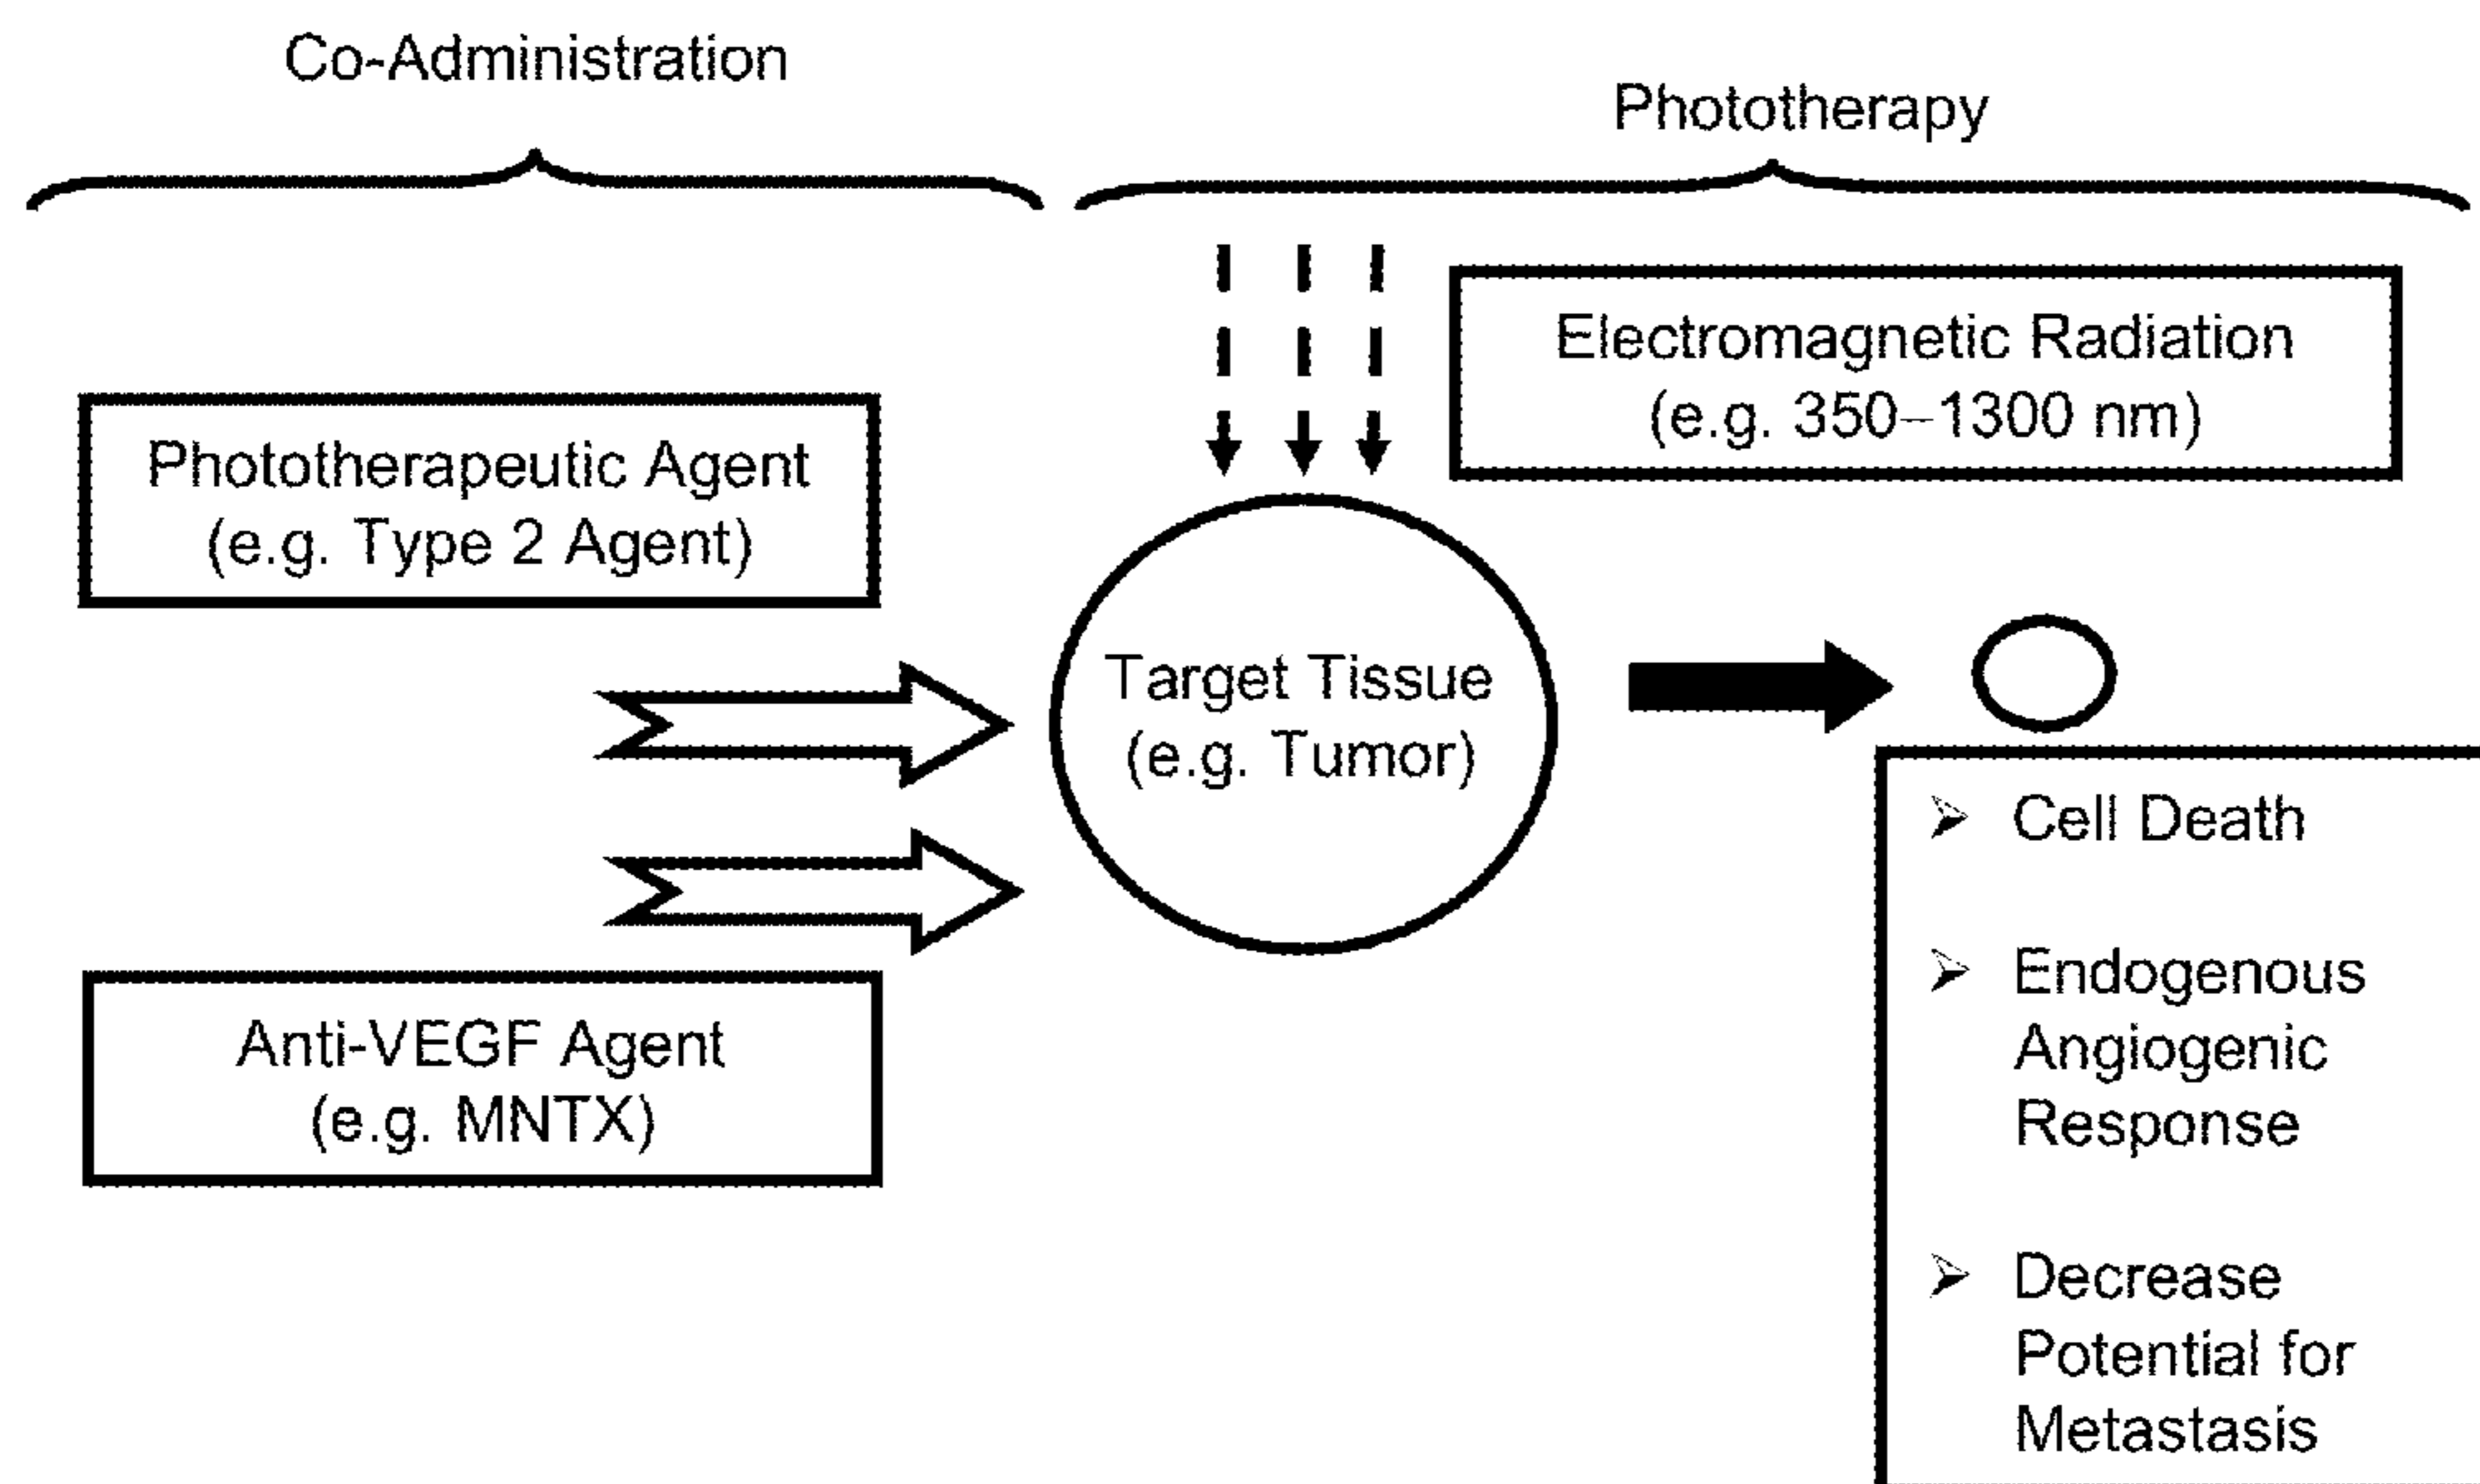 Co-Administration
Phototherapy
Electromagnetic Radiation
(e.g. 350–1300 nm)
Phototherapeutic Agent
(e.g. Type 2 Agent)
Target Tissue
(e.g. Tumor)
Anti-VEGF Agent
(e.g. MNTX)
Cell Death
Endogenous
Angiogenic
Response
Decrease
Potential for
Metastasis